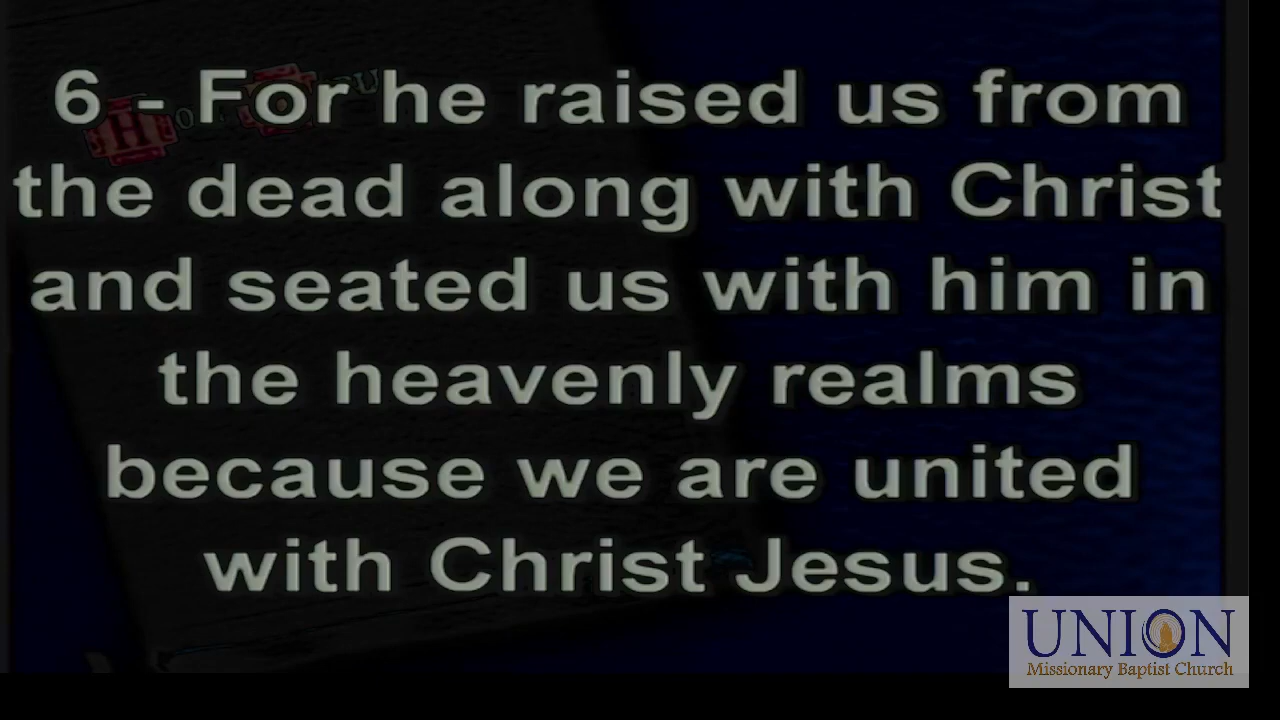 6 - For he raised us from
the dead along with Christ
and seated us with him in
the heavenly realms
because we are united
with Christ Jesus.
UNION
Missionary Baptist Church